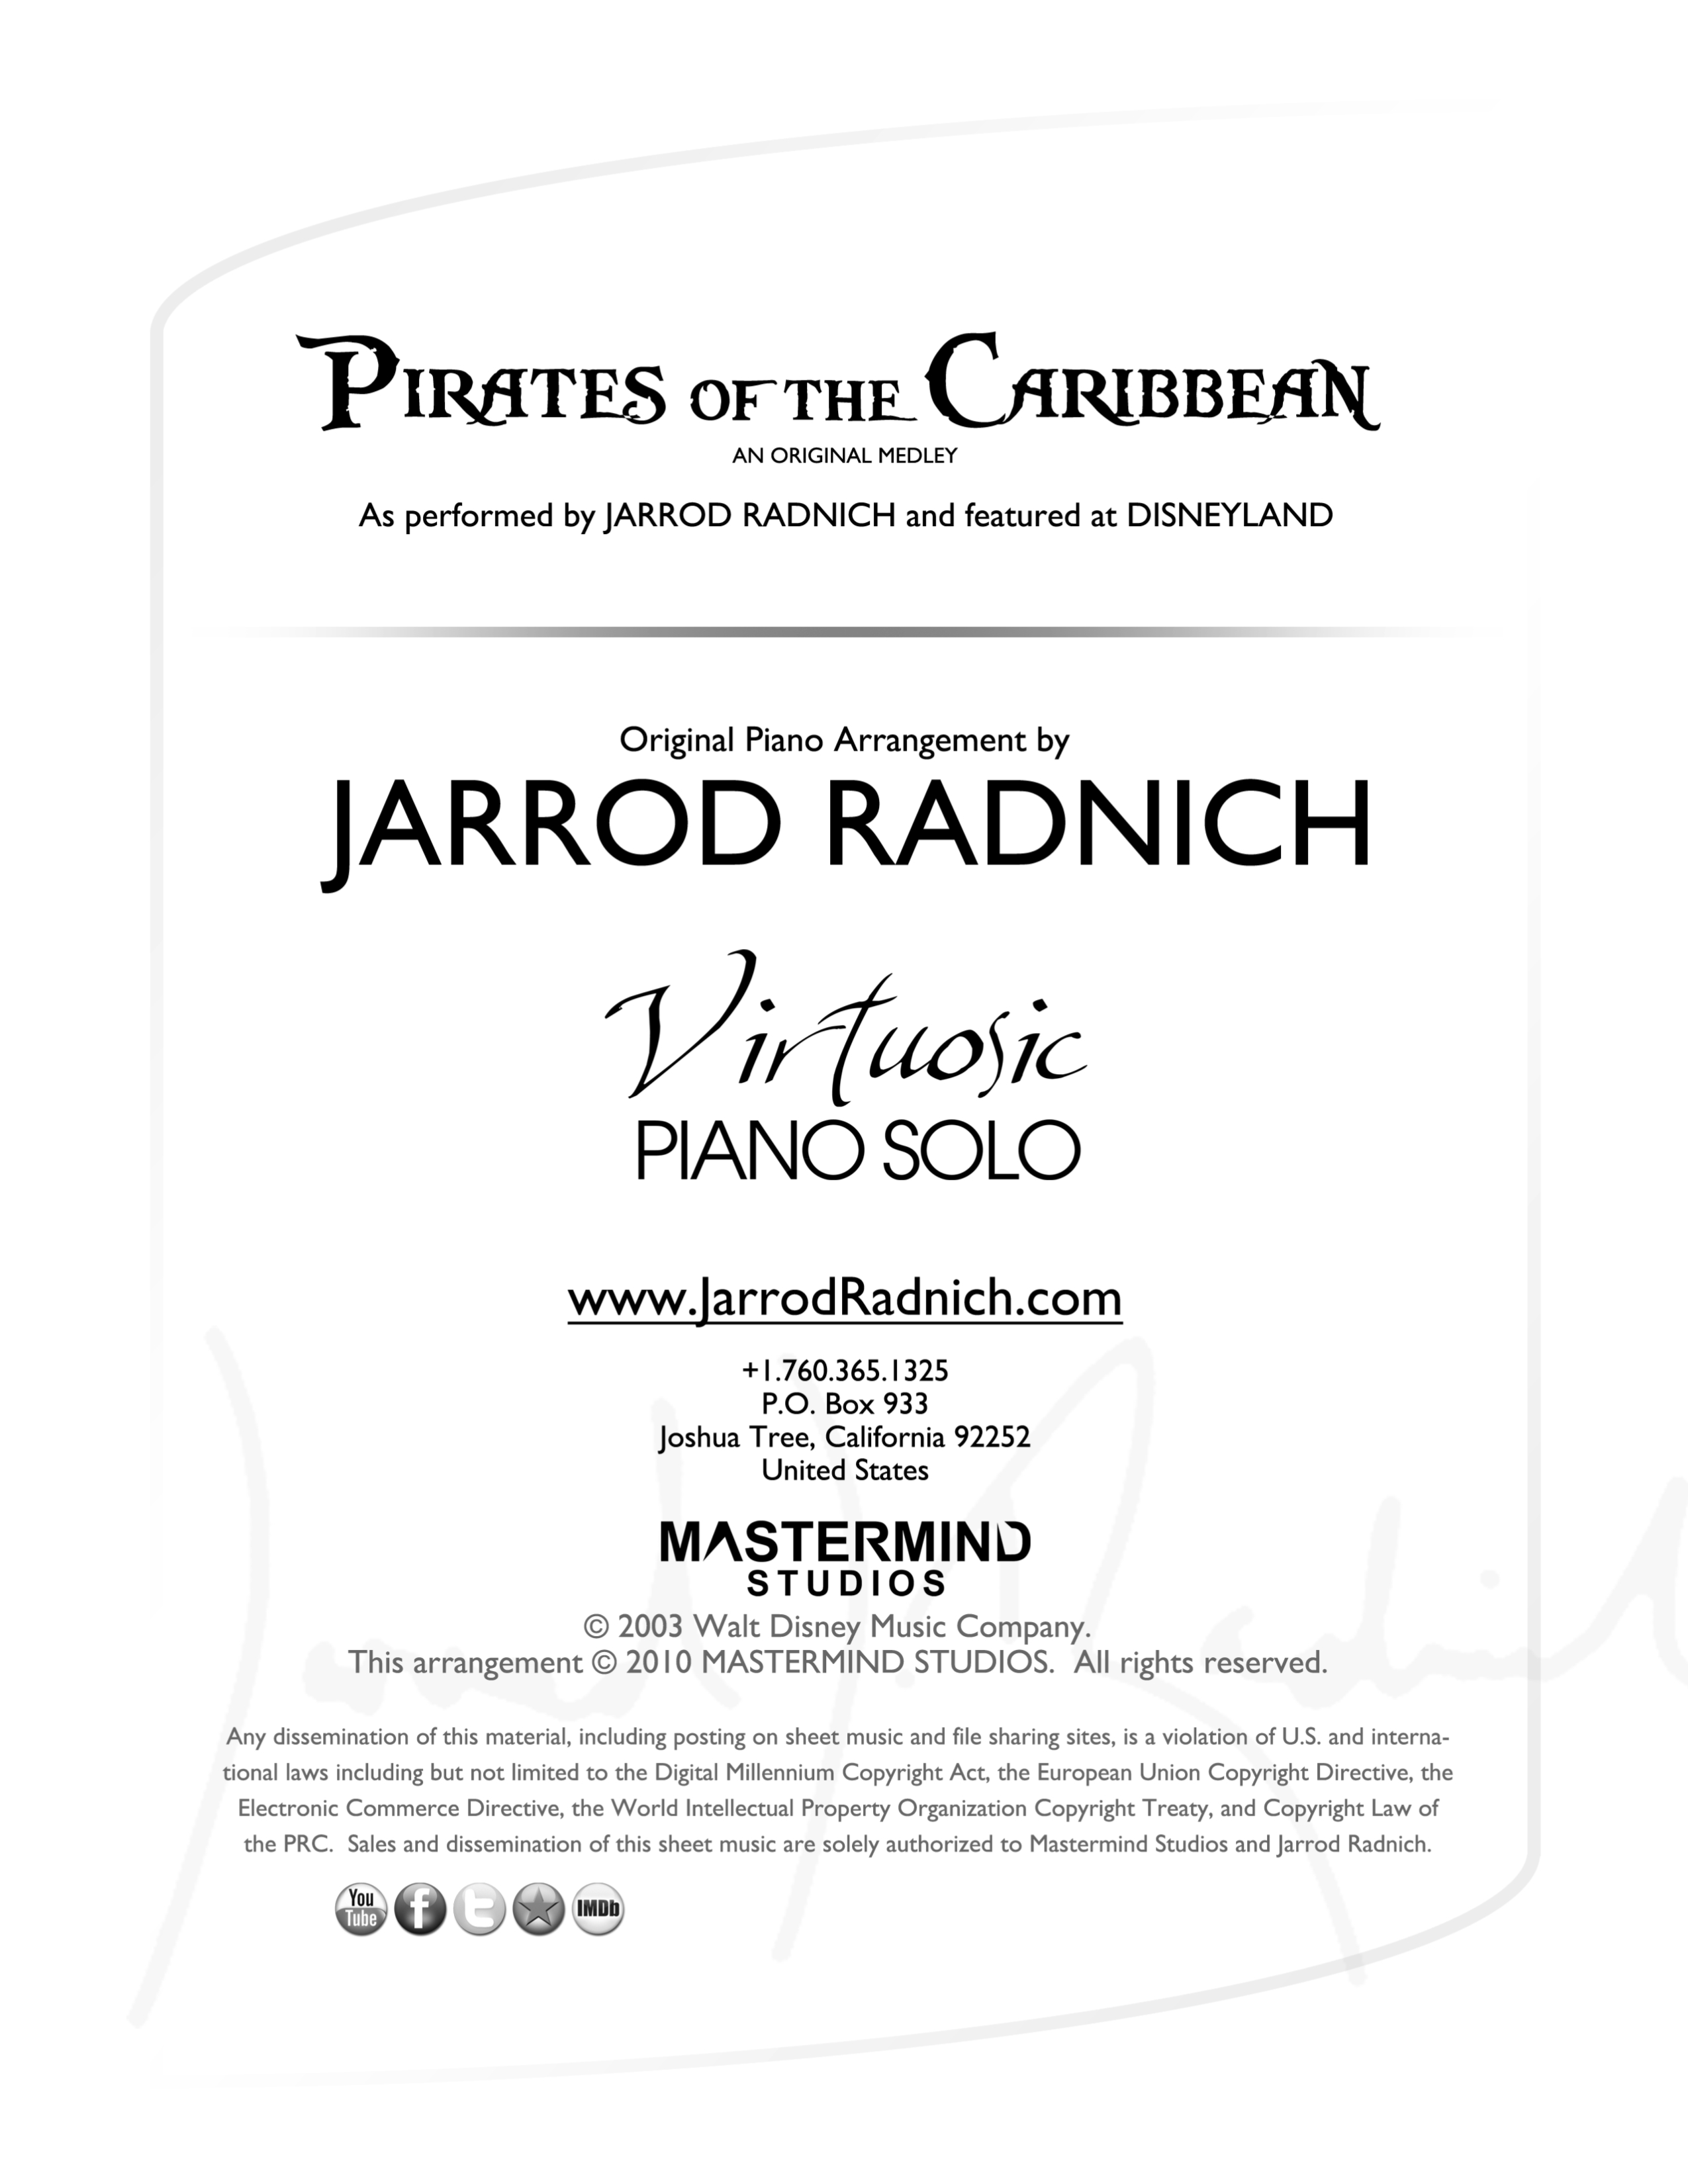 PIRATES OF THE CARIBBEAN
AN ORIGINAL MEDLEY
As performed by JARROD RADNICH and featured at DISNEYLAND
Original Piano Arrangement by
JARROD RADNICH
Virtuosic
PIANO SOLO
www.JarrodRadnich.com
+1.760.365.1325
P.O. Box 933
Joshua Tree, California 92252
United States
MASTERMIND
STUDIOS
© 2003 Walt Disney Music Company.
This arrangement © 2010 MASTERMIND STUDIOS.  All rights reserved.
Any dissemination of this material, including posting on sheet music and file sharing sites, is a violation of U.S. and interna-
tional laws including but not limited to the Digital Millennium Copyright Act, the European Union Copyright Directive, the
Electronic Commerce Directive, the World Intellectual Property Organization Copyright Treaty, and Copyright Law of
the PRC.  Sales and dissemination of this sheet music are solely authorized to Mastermind Studios and Jarrod Radnich.
You Tube f t IMDb